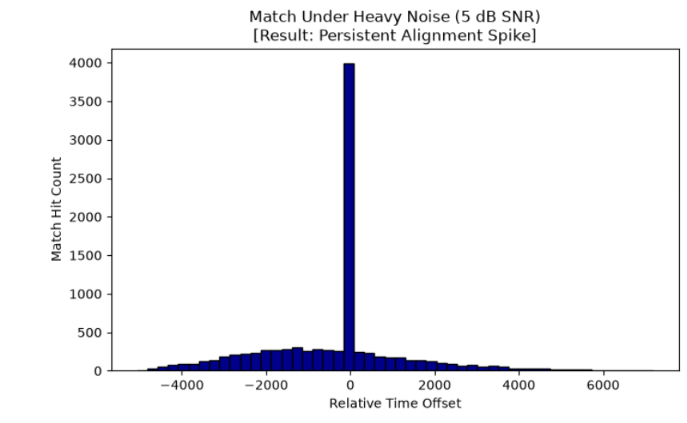 Match Under Heavy Noise (5 dB SNR)
[Result: Persistent Alignment Spike]
Match Hit Count
4000
3500
3000
2500
2000
1500
1000
500
0
−4000 −2000 0 2000 4000 6000
Relative Time Offset